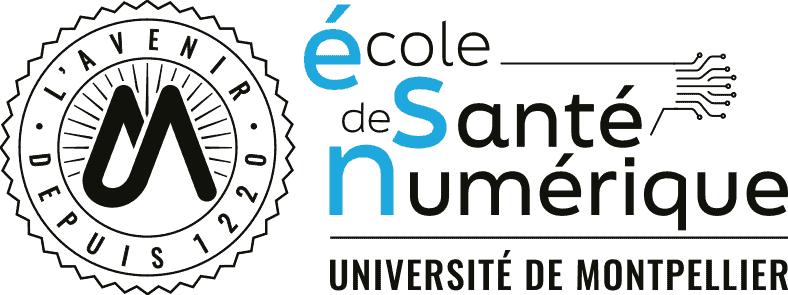 · L'AVENIR ·
DEPUIS 1220
école
de Santé
numérique
UNIVERSITÉ DE MONTPELLIER